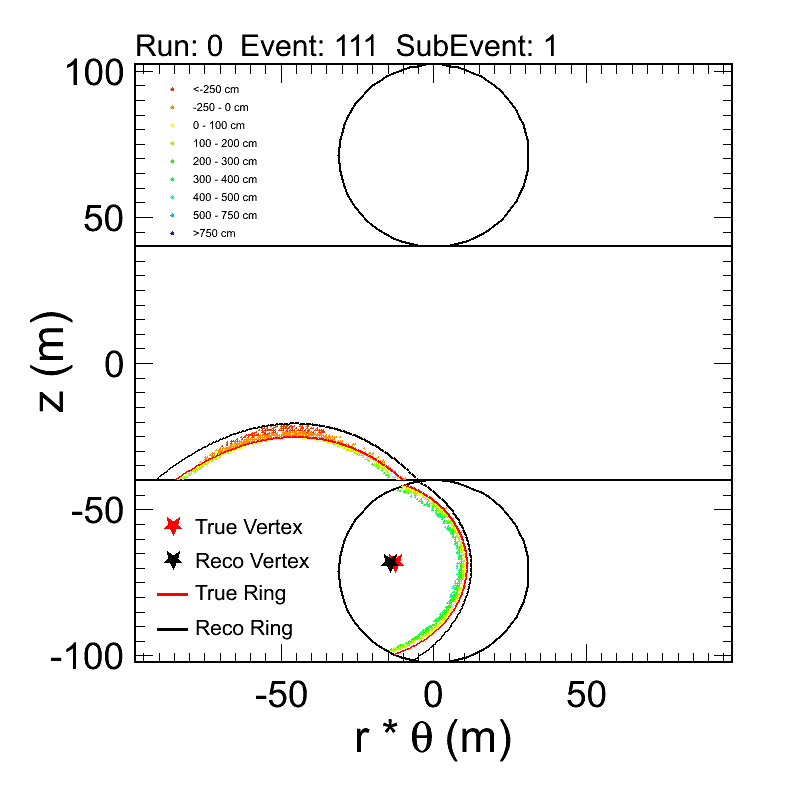 Run: 0  Event: 111  SubEvent: 1
100
<-250 cm
-250 - 0 cm
0 - 100 cm
100 - 200 cm
200 - 300 cm
300 - 400 cm
400 - 500 cm
500 - 750 cm
>750 cm
50
0
z (m)
-50
True Vertex
Reco Vertex
True Ring
Reco Ring
-100
-50 0 50
r * θ (m)